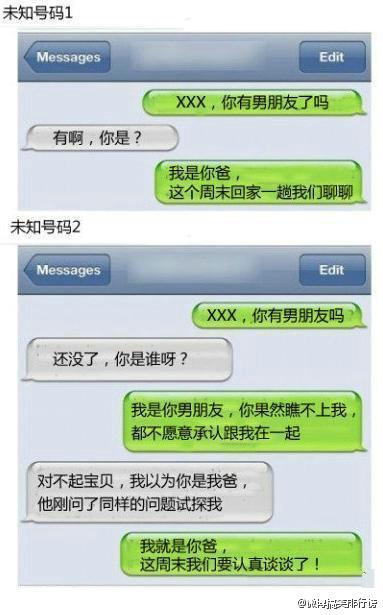 未知号码1
Messages
Edit
XXX，你有男朋友了吗
有啊，你是？
我是你爸，
这个周末回家一趟我们聊聊
未知号码2
Messages
Edit
XXX，你有男朋友吗
还没了，你是谁呀？
我是你男朋友，你果然瞧不上我，
都不愿意承认跟我在一起
对不起宝贝，我以为你是我爸，
他刚问了同样的问题试探我
我就是你爸，
这周末我们要认真谈谈了！